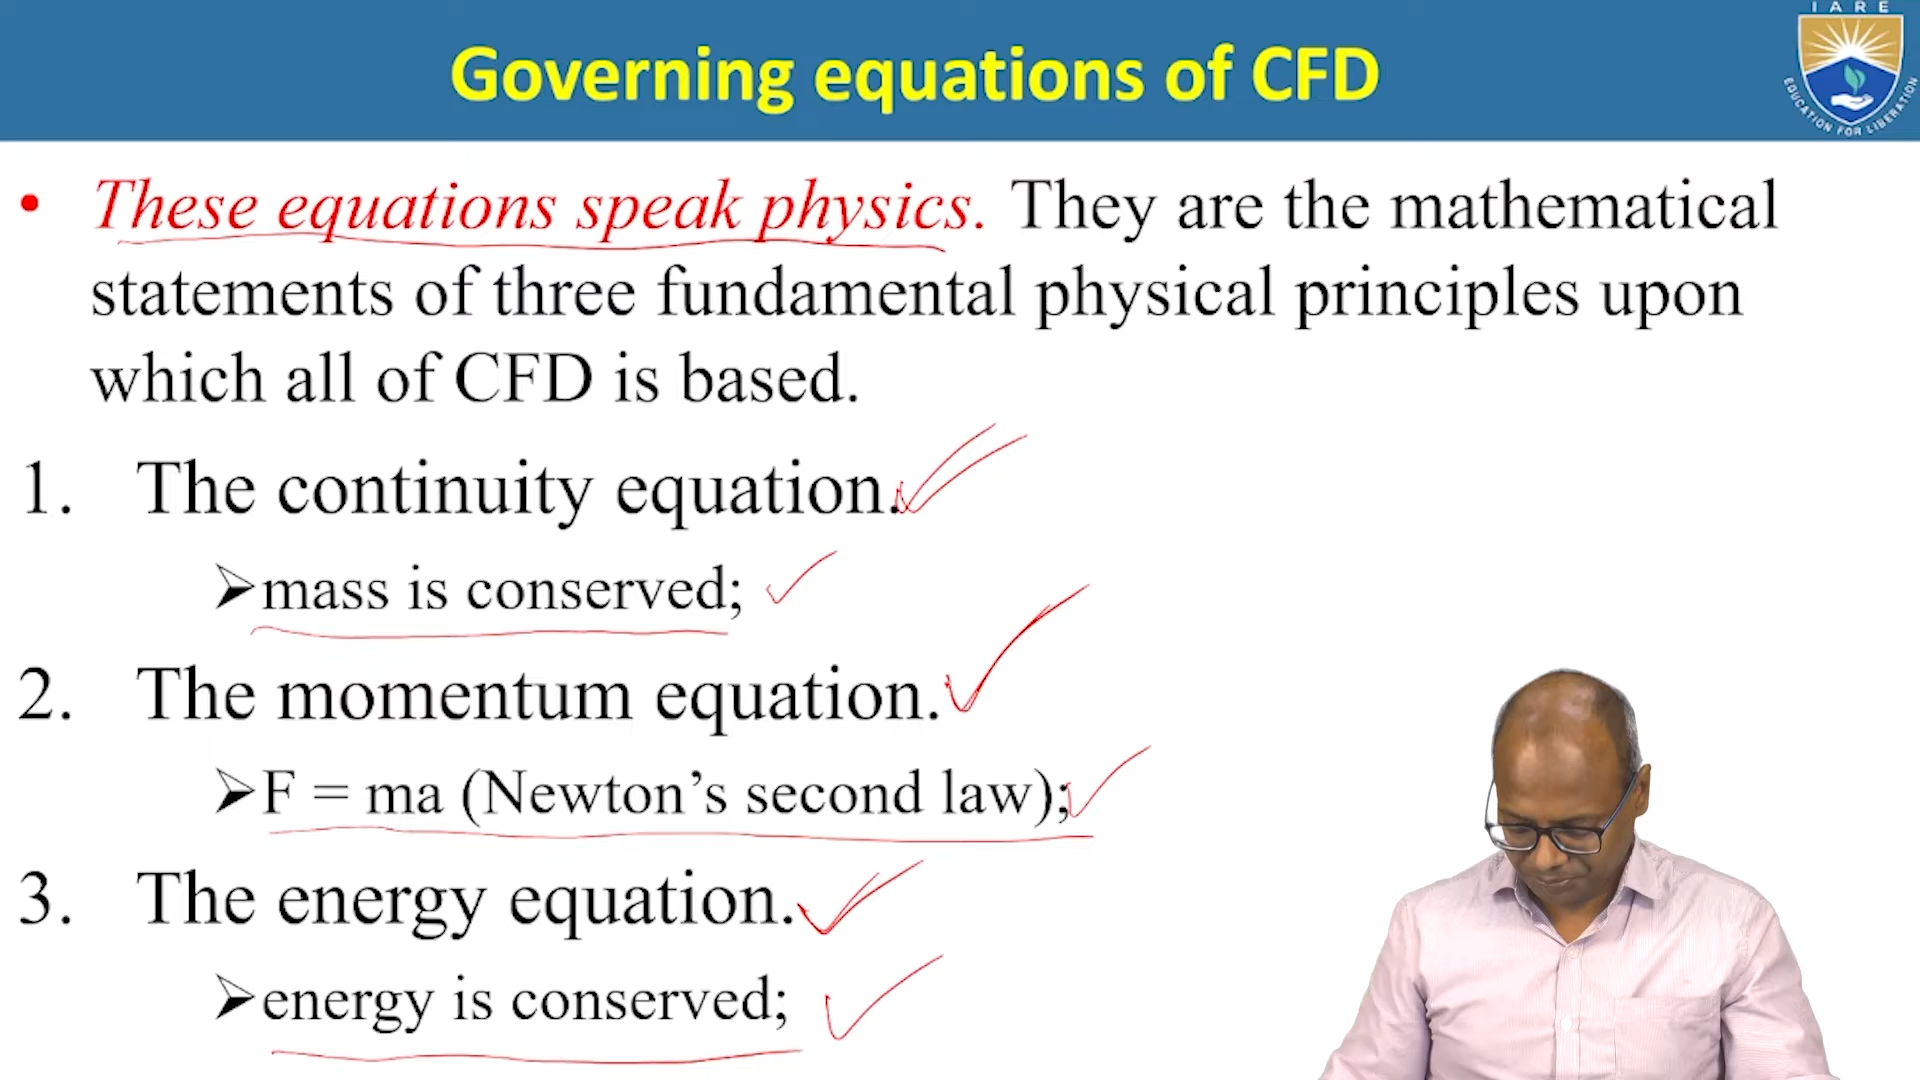 IARE
EDUCATION FOR LIBERATION
Governing equations of CFD
• These equations speak physics. They are the mathematical
statements of three fundamental physical principles upon
which all of CFD is based.
1. The continuity equation.
➢mass is conserved;
2. The momentum equation.
➢F = ma (Newton’s second law);
3. The energy equation.
➢energy is conserved;